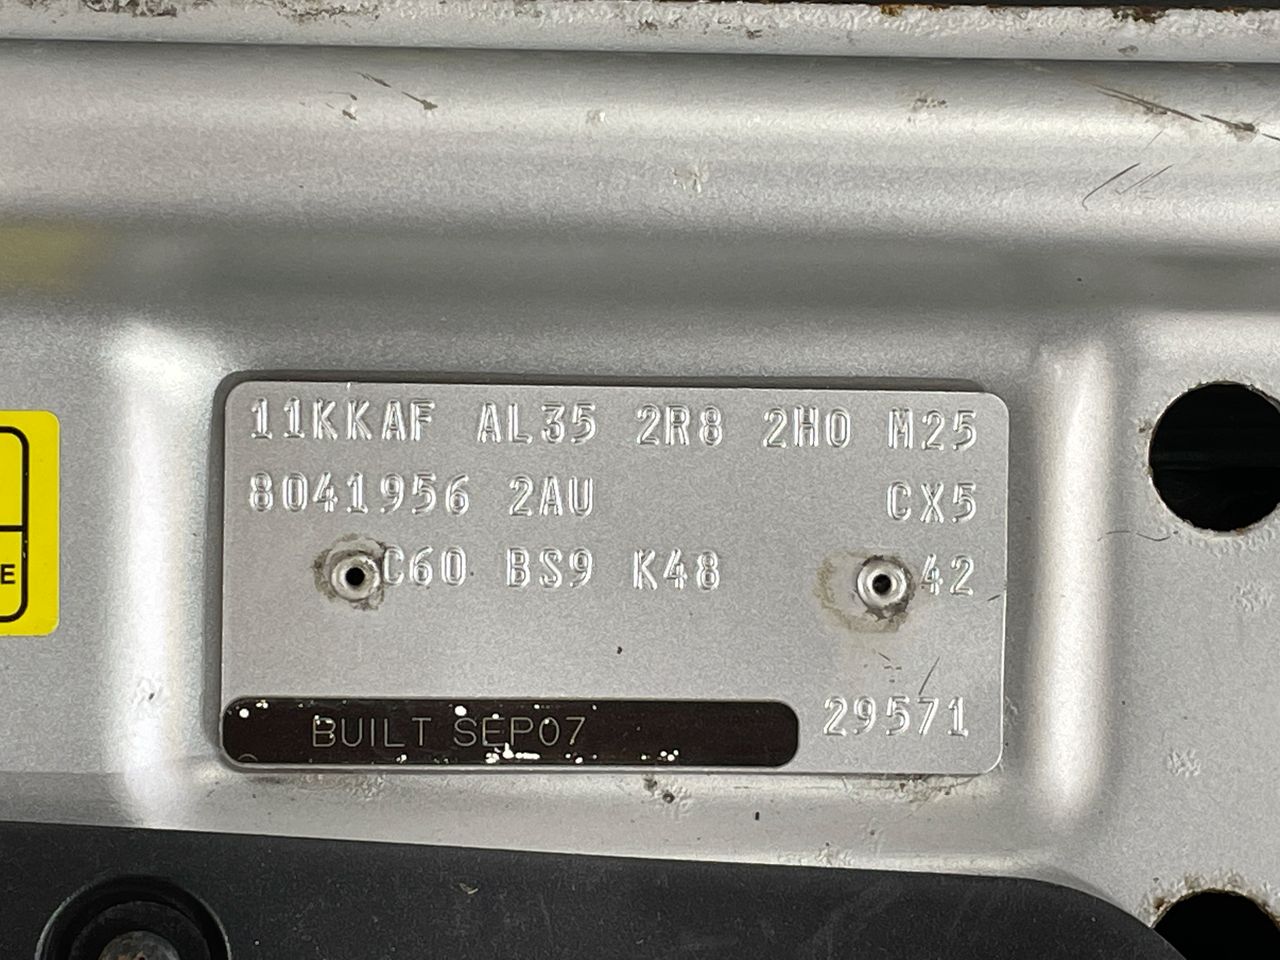 11KKAF AL35 2R8 2H0 M25
8041956 2AU CX5
C60 BS9 K48 42
29571
BUILT SEP07
E